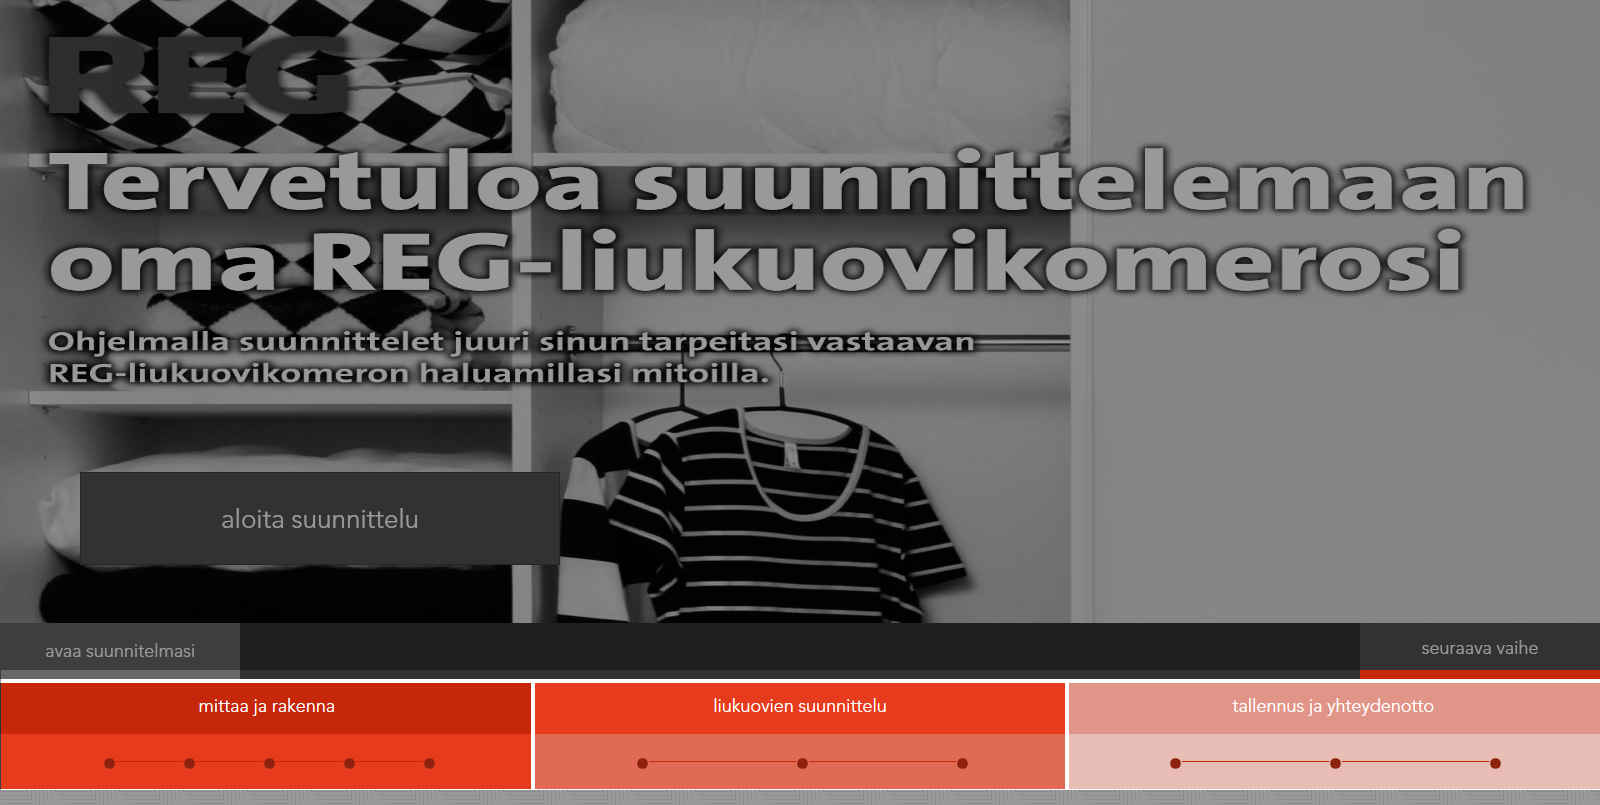 REG
Tervetuloa suunnittelemaan
oma REG-liukuovikomerosi
Ohjelmalla suunnittelet juuri sinun tarpeitasi vastaavan
REG-liukuovikomeron haluamillasi mitoilla.
aloita suunnittelu
avaa suunnitelmasi
seuraava vaihe
mittaa ja rakenna
liukuovien suunnittelu
tallennus ja yhteydenotto